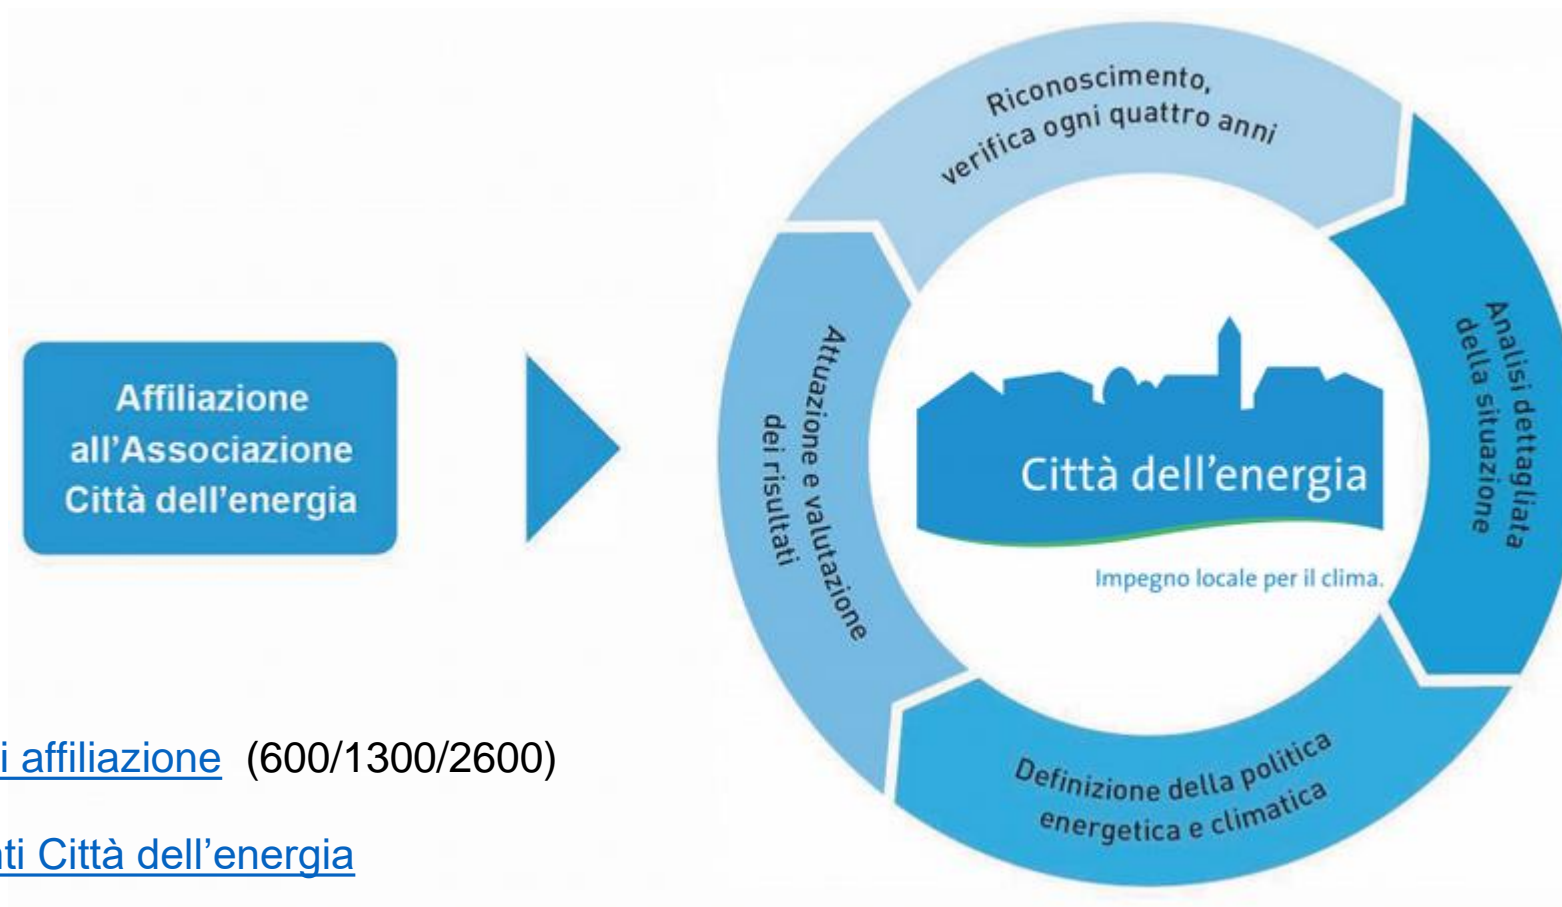 Affiliazione
all'Associazione
Città dell'energia
Riconoscimento,
verifica ogni quattro anni
Analisi dettagliata
della situazione
Definizione della politica
energetica e climatica
Attuazione e valutazione
dei risultati
Città dell'energia
Impegno locale per il clima.
i affiliazione (600/1300/2600)
Città dell'energia